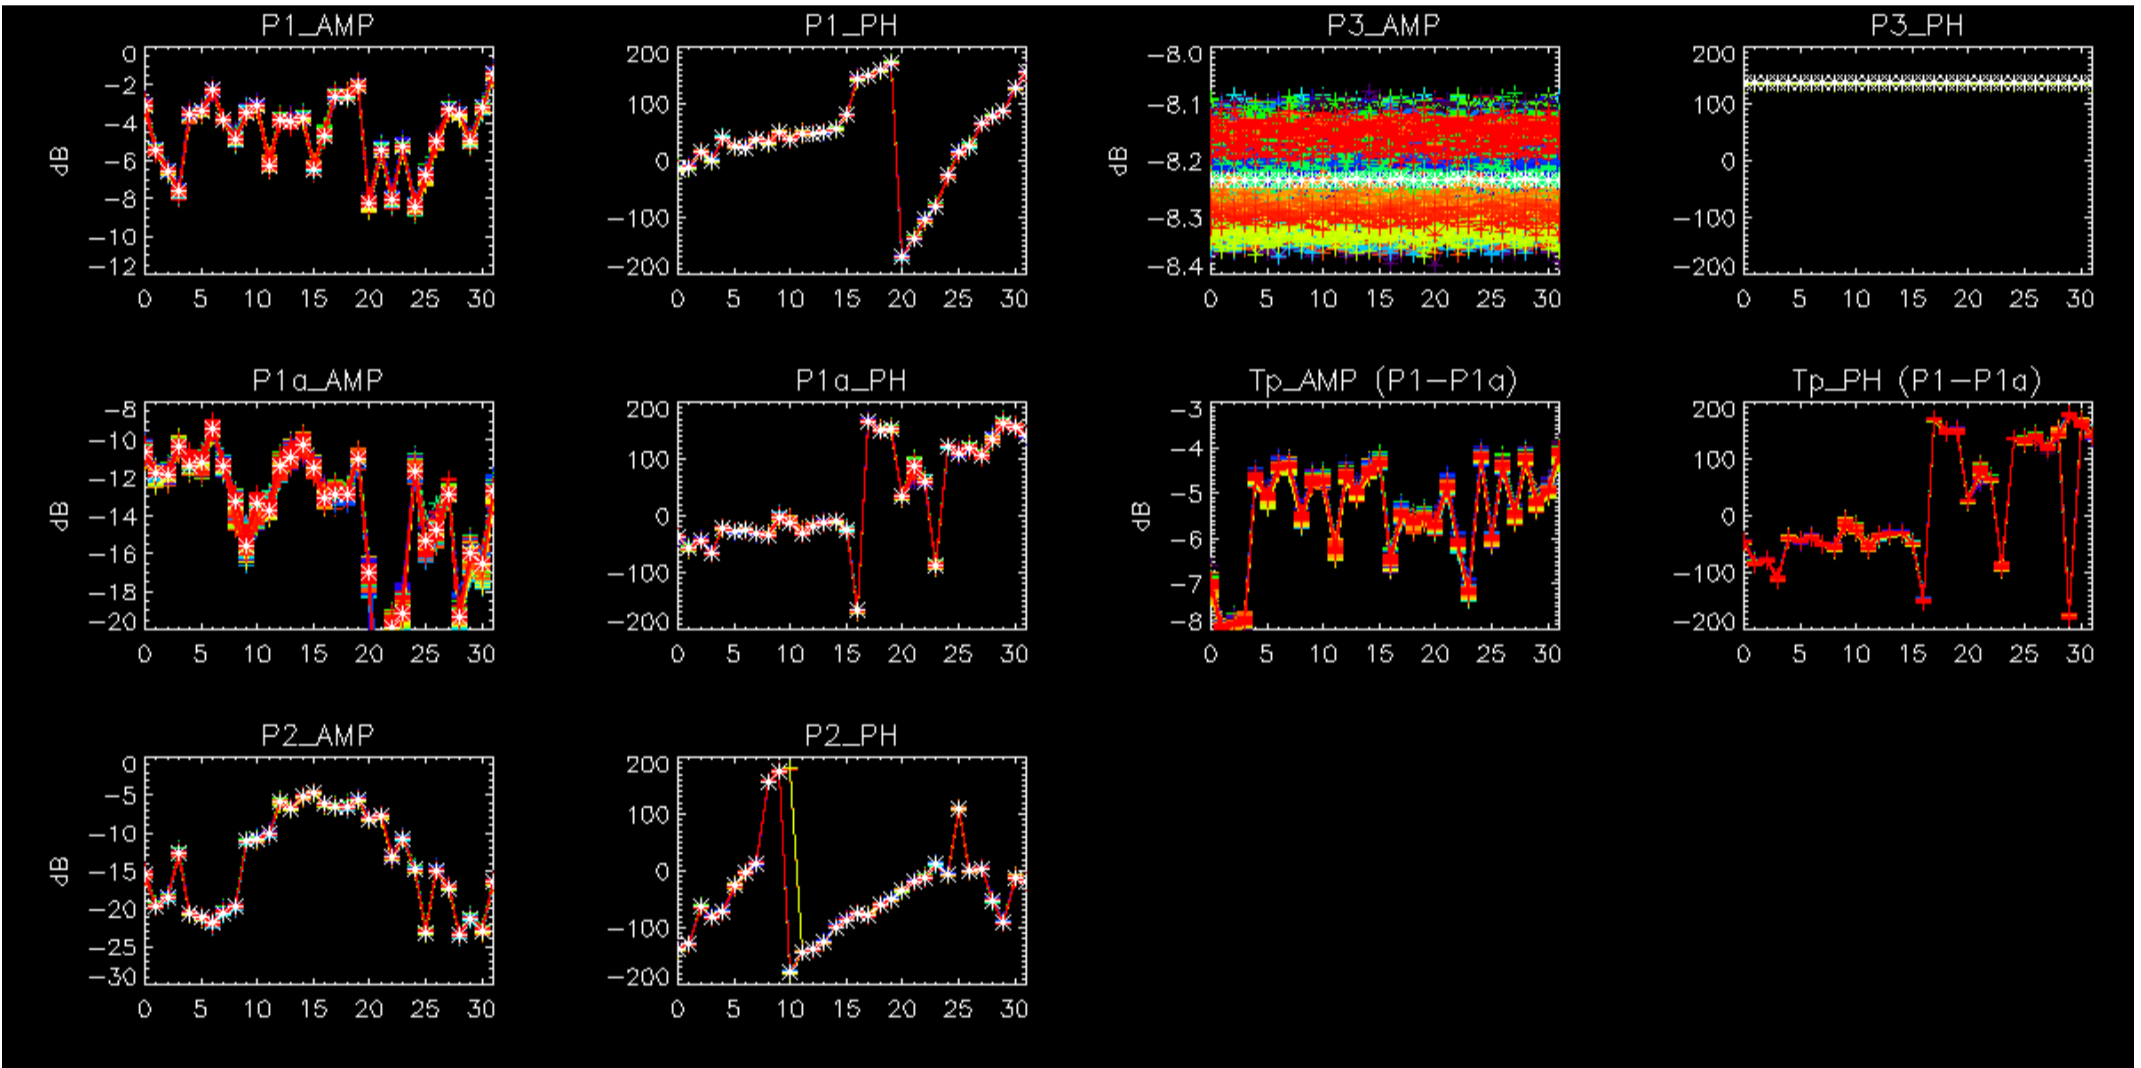 P1_AMP
0
−2
−4
−6
−8
−10
−12
dB
0 5 10 15 20 25 30
P1_PH
200
100
0
−100
−200
0 5 10 15 20 25 30
P3_AMP
−8.0
−8.1
−8.2
−8.3
−8.4
dB
0 5 10 15 20 25 30
P3_PH
200
100
0
−100
−200
0 5 10 15 20 25 30
P1a_AMP
−8
−10
−12
−14
−16
−18
−20
dB
0 5 10 15 20 25 30
P1a_PH
200
100
0
−100
−200
0 5 10 15 20 25 30
Tp_AMP (P1−P1a)
−3
−4
−5
−6
−7
−8
dB
0 5 10 15 20 25 30
Tp_PH (P1−P1a)
200
100
0
−100
−200
0 5 10 15 20 25 30
P2_AMP
0
−5
−10
−15
−20
−25
−30
dB
0 5 10 15 20 25 30
P2_PH
200
100
0
−100
−200
0 5 10 15 20 25 30